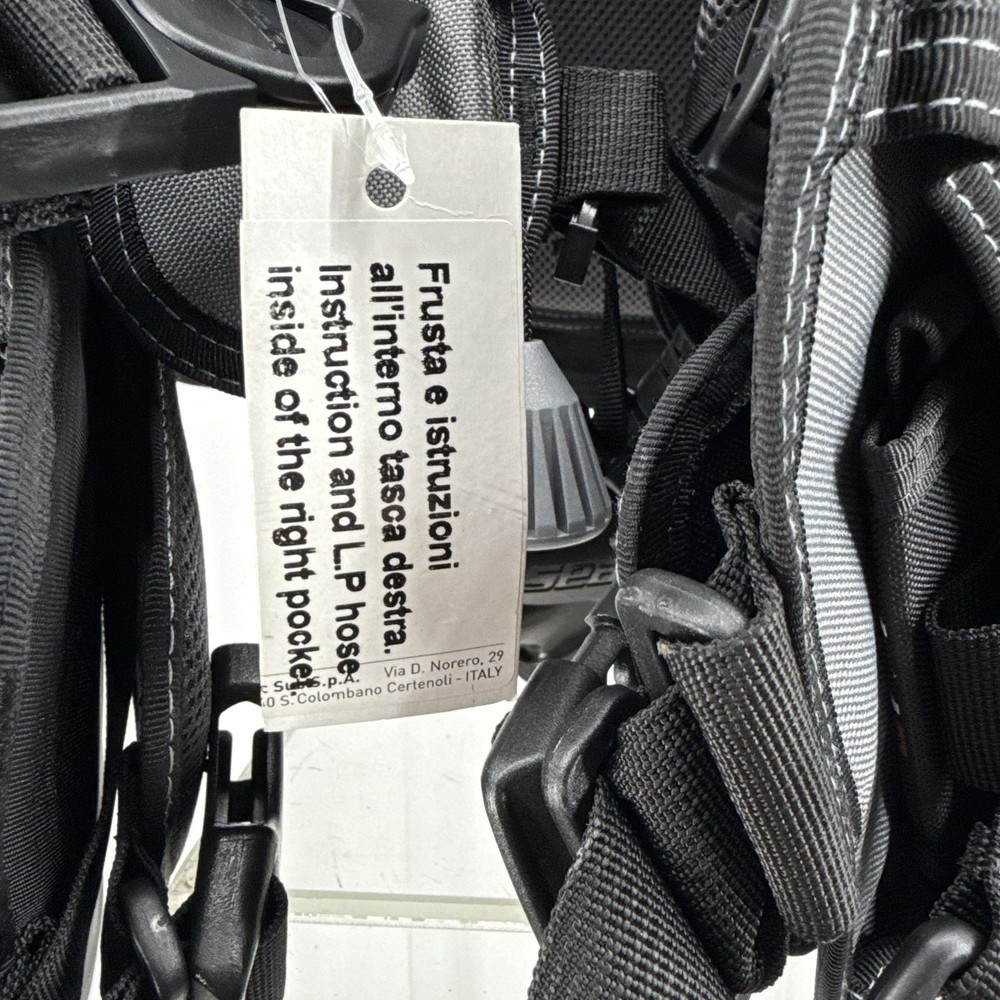 Frusta e istruzioni
all'interno tasca destra.
Instruction and L.P hose
inside of the right pocket.
S.p.A. Via D. Norero, 29
S.Colombano Certenoli - ITALY